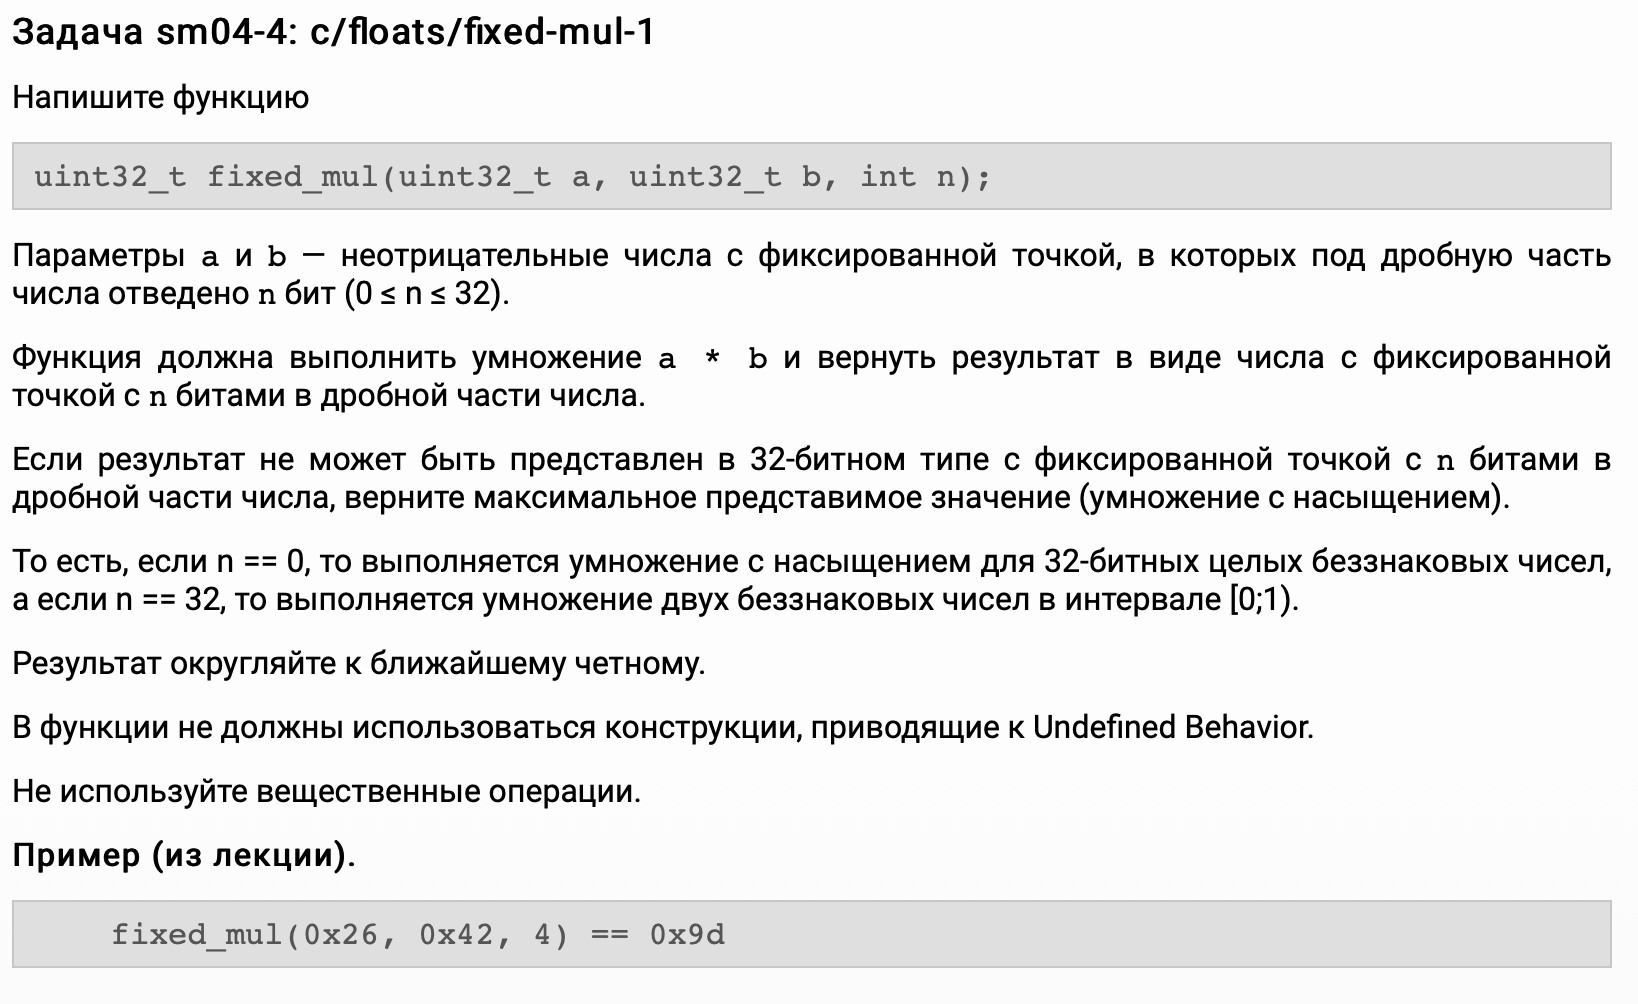 Задача sm04-4: c/floats/fixed-mul-1
Напишите функцию
uint32_t fixed_mul(uint32_t a, uint32_t b, int n);
Параметры a и b — неотрицательные числа с фиксированной точкой, в которых под дробную часть
числа отведено n бит (0 ≤ n ≤ 32).
Функция должна выполнить умножение a * b и вернуть результат в виде числа с фиксированной
точкой с n битами в дробной части числа.
Если результат не может быть представлен в 32-битном типе с фиксированной точкой с n битами в
дробной части числа, верните максимальное представимое значение (умножение с насыщением).
То есть, если n == 0, то выполняется умножение с насыщением для 32-битных целых беззнаковых чисел,
а если n == 32, то выполняется умножение двух беззнаковых чисел в интервале [0;1).
Результат округляйте к ближайшему четному.
В функции не должны использоваться конструкции, приводящие к Undefined Behavior.
Не используйте вещественные операции.
Пример (из лекции).
fixed_mul(0x26, 0x42, 4) == 0x9d